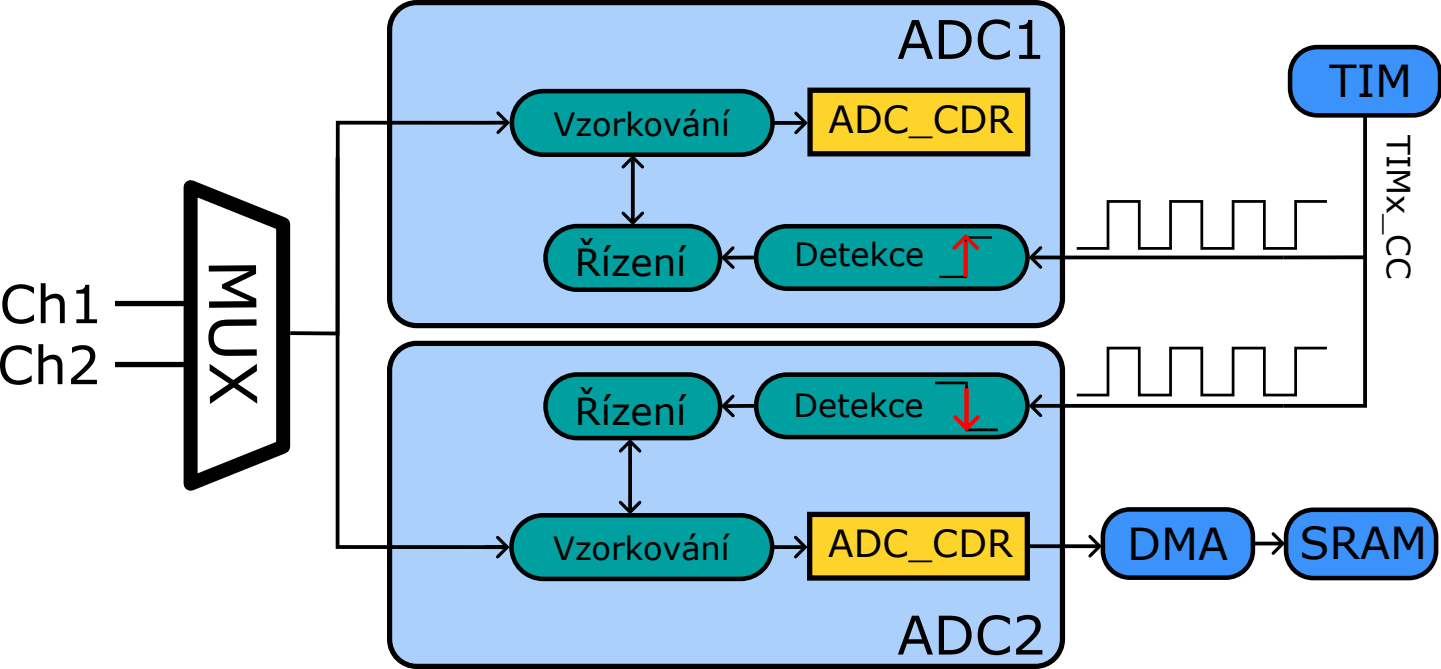 ADC1
TIM
Vzorkování
ADC_CDR
TIMx_CC
Řízení
Detekce
MUX
Ch1
Ch2
Řízení
Detekce
Vzorkování
ADC_CDR
DMA
SRAM
ADC2